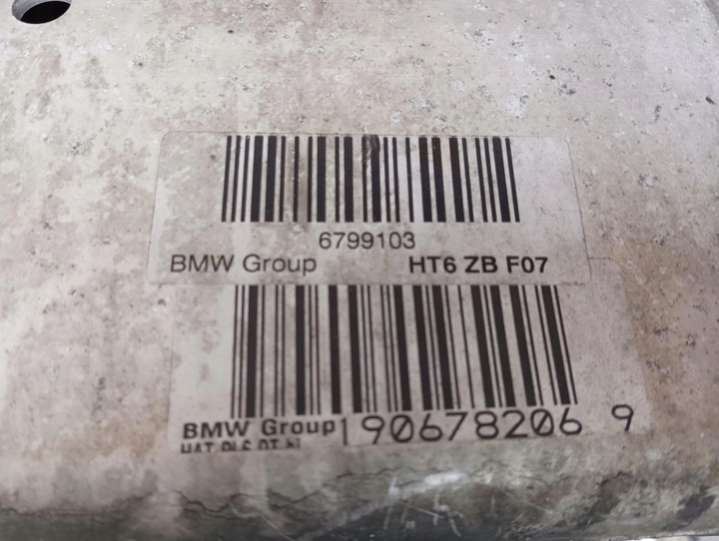 6799103
BMW Group HT6 ZB F07
BMW Group 190678206 9